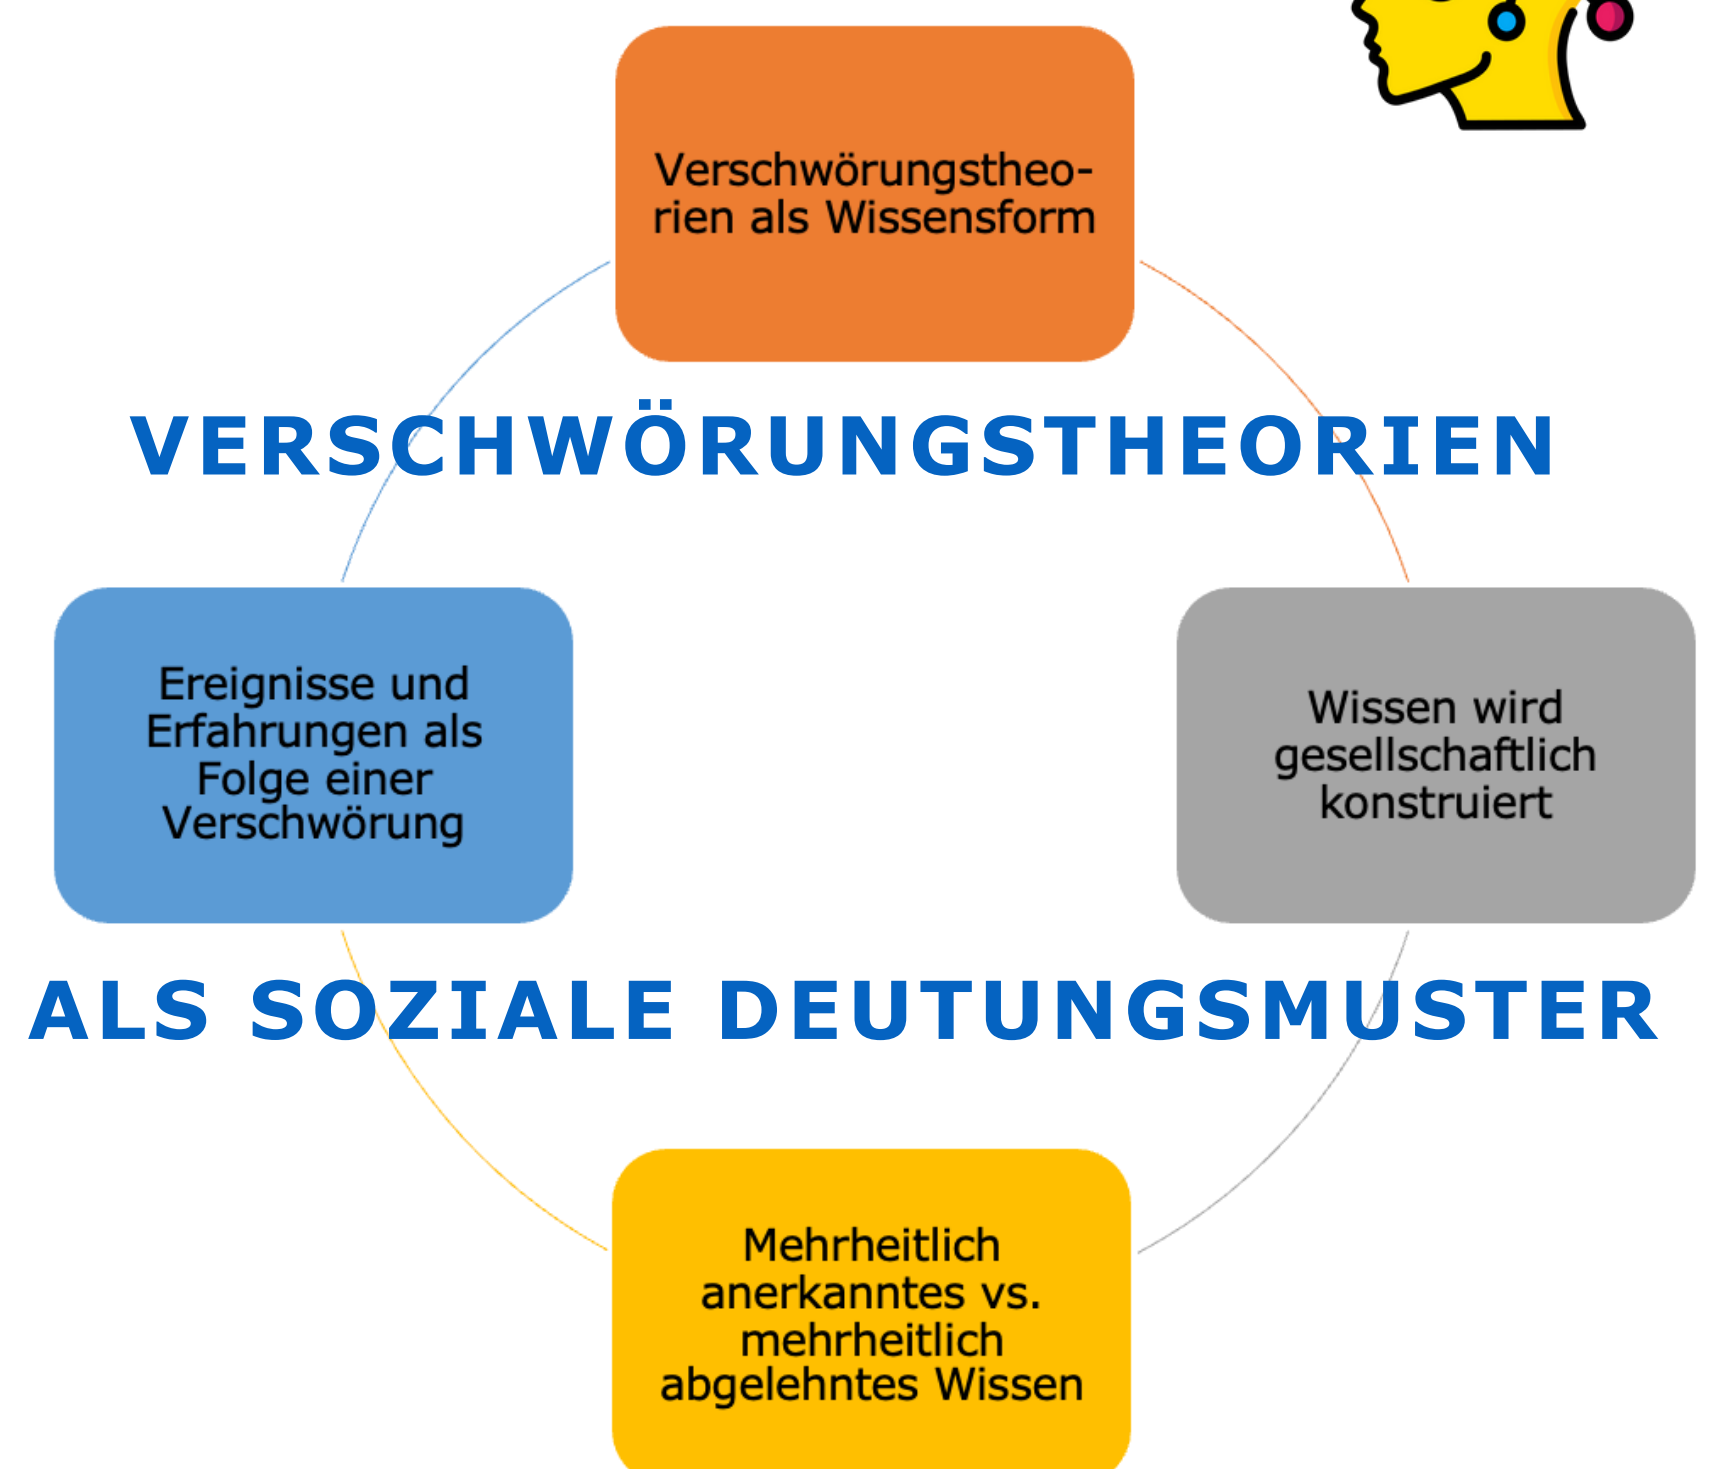 Verschwörungstheo-
rien als Wissensform
VERSCHWÖRUNGSTHEORIEN
Ereignisse und
Erfahrungen als
Folge einer
Verschwörung
Wissen wird
gesellschaftlich
konstruiert
ALS SOZIALE DEUTUNGSMUSTER
Mehrheitlich
anerkanntes vs.
mehrheitlich
abgelehntes Wissen